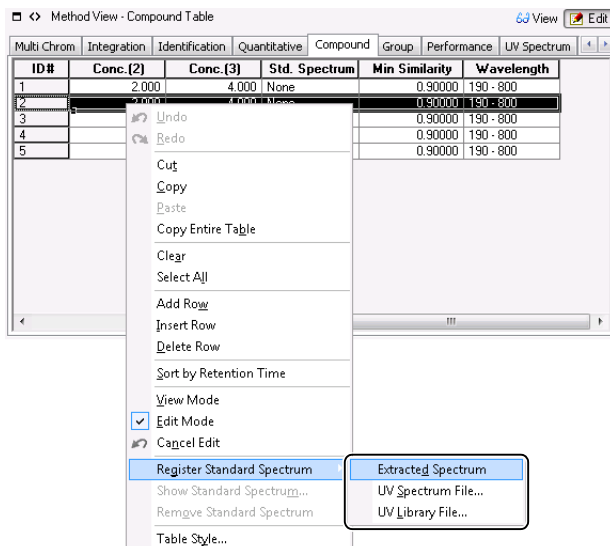 Method View - Compound Table View Edit
Multi Chrom Integration Identification Quantitative Compound Group Performance UV Spectrum
ID# Conc.(2) Conc.(3) Std. Spectrum Min Similarity Wavelength
1 2.000 4.000 None 0.90000 190 - 800
2 2.000 4.000 None 0.90000 190 - 800
3 0.90000 190 - 800
4 0.90000 190 - 800
5 0.90000 190 - 800
Undo
Redo
Cut
Copy
Paste
Copy Entire Table
Clear
Select All
Add Row
Insert Row
Delete Row
Sort by Retention Time
View Mode
Edit Mode
Cancel Edit
Register Standard Spectrum Extracted Spectrum
Show Standard Spectrum... UV Spectrum File...
Remove Standard Spectrum UV Library File...
Table Style...